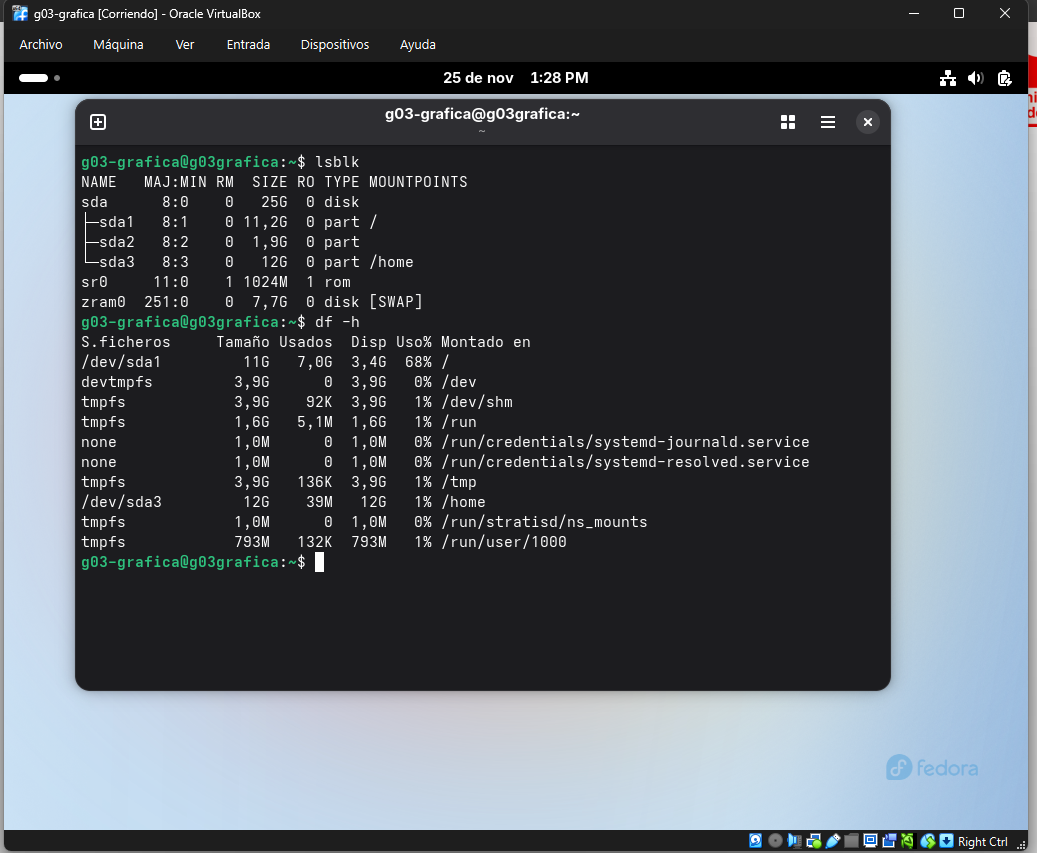 g03-grafica [Corriendo] - Oracle VirtualBox
Archivo Máquina Ver Entrada Dispositivos Ayuda
25 de nov 1:28 PM
g03-grafica@g03grafica:~
~
g03-grafica@g03grafica:~$ lsblk
NAME MAJ:MIN RM SIZE RO TYPE MOUNTPOINTS
sda 8:0 0 25G 0 disk
├─sda1 8:1 0 11,2G 0 part /
├─sda2 8:2 0 1,9G 0 part
└─sda3 8:3 0 12G 0 part /home
sr0 11:0 1 1024M 1 rom
zram0 251:0 0 7,7G 0 disk [SWAP]
g03-grafica@g03grafica:~$ df -h
S.ficheros Tamaño Usados Disp Uso% Montado en
/dev/sda1 11G 7,0G 3,4G 68% /
devtmpfs 3,9G 0 3,9G 0% /dev
tmpfs 3,9G 92K 3,9G 1% /dev/shm
tmpfs 1,6G 5,1M 1,6G 1% /run
none 1,0M 0 1,0M 0% /run/credentials/systemd-journald.service
none 1,0M 0 1,0M 0% /run/credentials/systemd-resolved.service
tmpfs 3,9G 136K 3,9G 1% /tmp
/dev/sda3 12G 39M 12G 1% /home
tmpfs 1,0M 0 1,0M 0% /run/stratisd/ns_mounts
tmpfs 793M 132K 793M 1% /run/user/1000
g03-grafica@g03grafica:~$
fedora
Right Ctrl